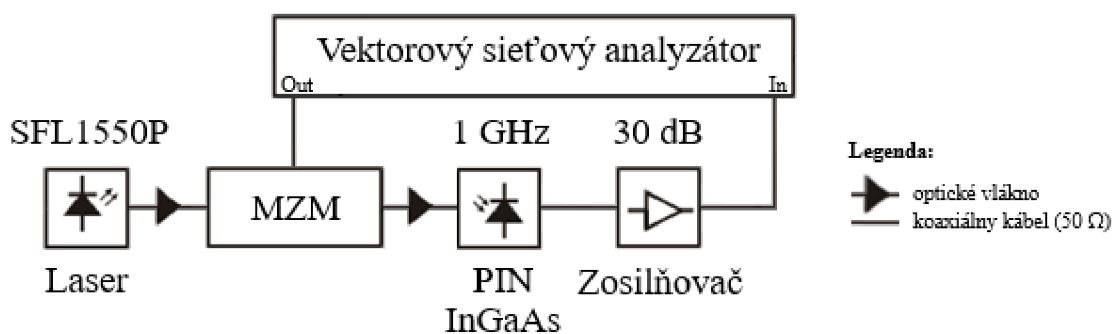 Vektorový sieťový analyzátor
Out
In
SFL1550P
1 GHz
30 dB
MZM
Laser
PIN
InGaAs
Zosilňovač
Legenda:
optické vlákno
koaxiálny kábel (50 Ω)